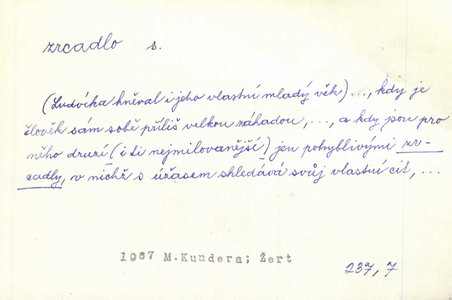 zrcadlo s.
(Ludvíka hněval i jeho vlastní mladý věk) ..., kdy je
člověk sám sobě příliš velkou záhadou, ..., a kdy jsou pro
něho druzí (i ti nejmilovanější) jen pohyblivými zr-
cadly, v nichž s úžasem shledává svůj vlastní cit, ...
1967 M.Kundera; Žert
237, 7